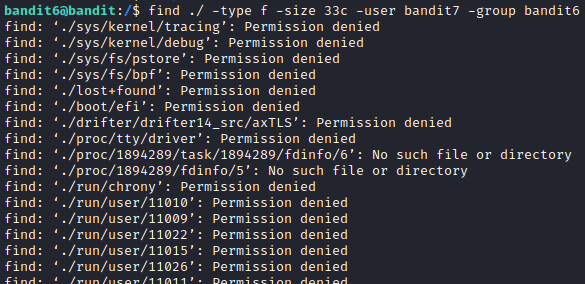 bandit6@bandit:/$ find ./ -type f -size 33c -user bandit7 -group bandit6
find: ‘./sys/kernel/tracing’: Permission denied
find: ‘./sys/kernel/debug’: Permission denied
find: ‘./sys/fs/pstore’: Permission denied
find: ‘./sys/fs/bpf’: Permission denied
find: ‘./lost+found’: Permission denied
find: ‘./boot/efi’: Permission denied
find: ‘./drifter/drifter14_src/axTLS’: Permission denied
find: ‘./proc/tty/driver’: Permission denied
find: ‘./proc/1894289/task/1894289/fdinfo/6’: No such file or directory
find: ‘./proc/1894289/fdinfo/5’: No such file or directory
find: ‘./run/chrony’: Permission denied
find: ‘./run/user/11010’: Permission denied
find: ‘./run/user/11009’: Permission denied
find: ‘./run/user/11022’: Permission denied
find: ‘./run/user/11015’: Permission denied
find: ‘./run/user/11026’: Permission denied
find: ‘./run/user/11011’: Permission denied